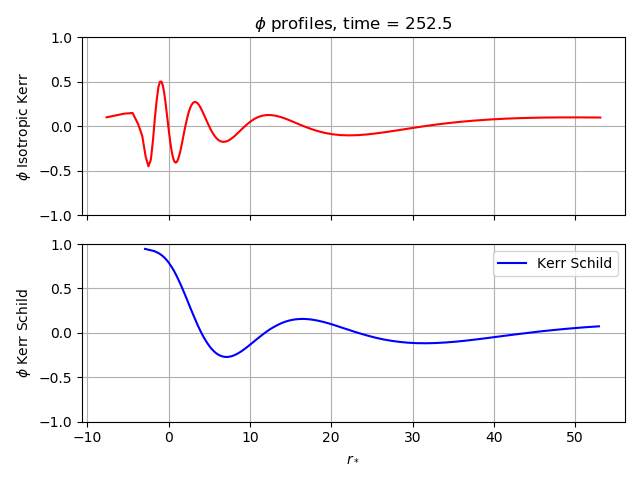 ϕ profiles, time = 252.5
1.0
0.5
0.0
−0.5
−1.0
ϕ Isotropic Kerr
1.0
0.5
0.0
−0.5
−1.0
ϕ Kerr Schild
Kerr Schild
−10 0 10 20 30 40 50
r*